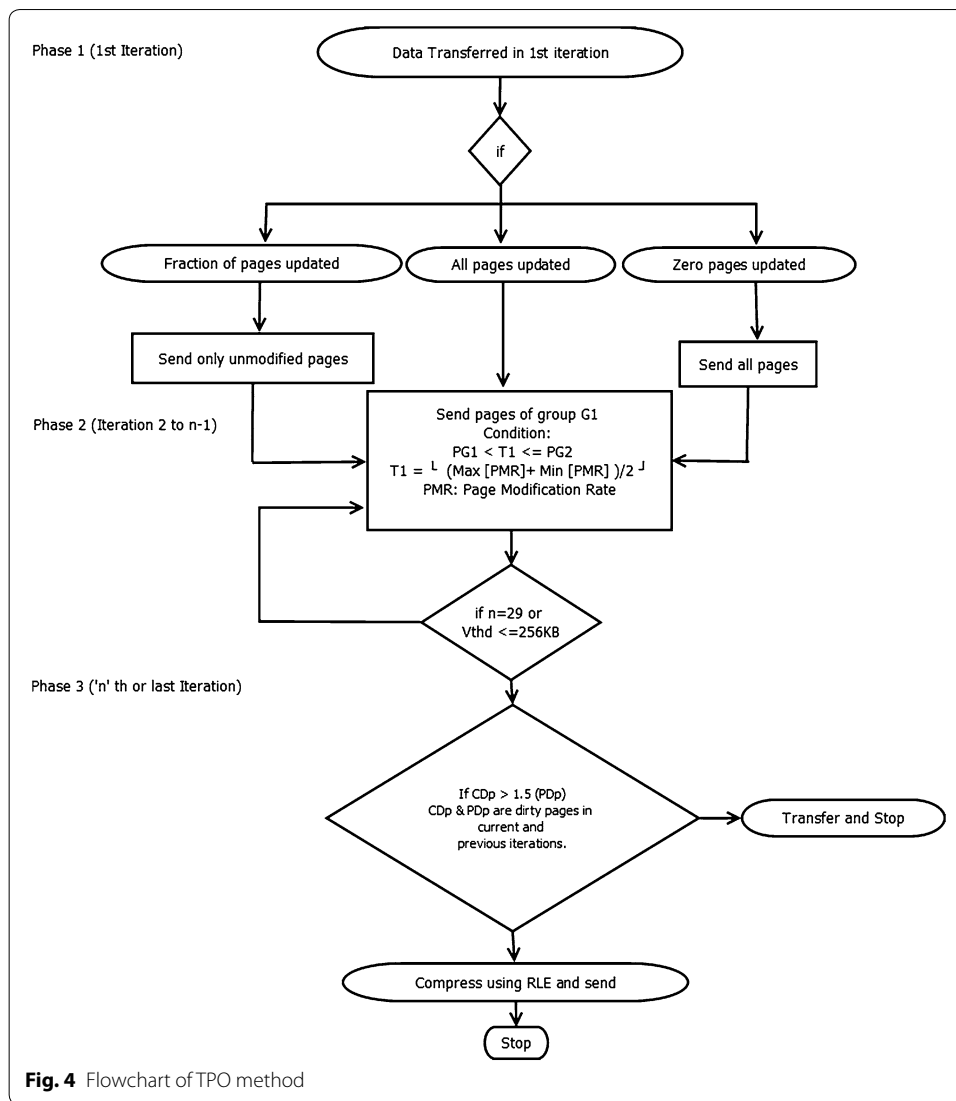 Phase 1 (1st Iteration)
Data Transferred in 1st iteration
if
Fraction of pages updated
All pages updated
Zero pages updated
Send only unmodified pages
Send all pages
Phase 2 (Iteration 2 to n-1)
Send pages of group G1
Condition:
PG1 < T1 <= PG2
T1 = └ (Max [PMR]+ Min [PMR] )/2 ┘
PMR: Page Modification Rate
if n=29 or
Vthd <=256KB
Phase 3 ('n' th or last Iteration)
If CDp > 1.5 (PDp)
CDp & PDp are dirty pages in
current and
previous iterations.
Transfer and Stop
Compress using RLE and send
Stop
Fig. 4 Flowchart of TPO method